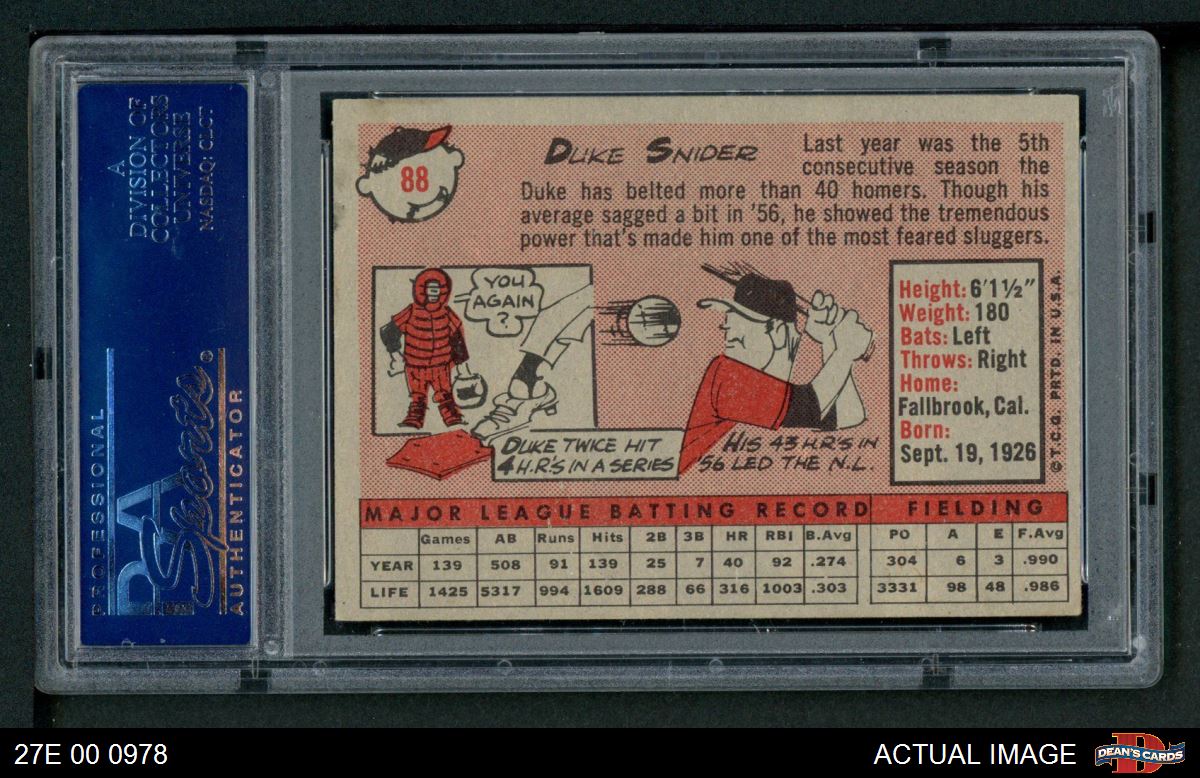 A
DIVISION OF
COLLECTORS
UNIVERSE
NASDAQ: CLCT
PROFESSIONAL
PSA
Sports®
AUTHENTICATOR
88
DUKE SNIDER
Last year was the 5th
consecutive season the
Duke has belted more than 40 homers. Though his
average sagged a bit in '56, he showed the tremendous
power that's made him one of the most feared sluggers.
YOU
AGAIN
?
DUKE TWICE HIT
4 H.R.'S IN A SERIES
HIS 43 H.R.'S IN
'56 LED THE N.L.
Height: 6'1½"
Weight: 180
Bats: Left
Throws: Right
Home:
Fallbrook, Cal.
Born:
Sept. 19, 1926
© T.C.G. PRTD. IN U.S.A.
MAJOR LEAGUE BATTING RECORD FIELDING
Games AB Runs Hits 2B 3B HR RBI B.Avg PO A E F.Avg
YEAR 139 508 91 139 25 7 40 92 .274 304 6 3 .990
LIFE 1425 5317 994 1609 288 66 316 1003 .303 3331 98 48 .986
27E 00 0978
ACTUAL IMAGE
D
DEAN'S CARDS